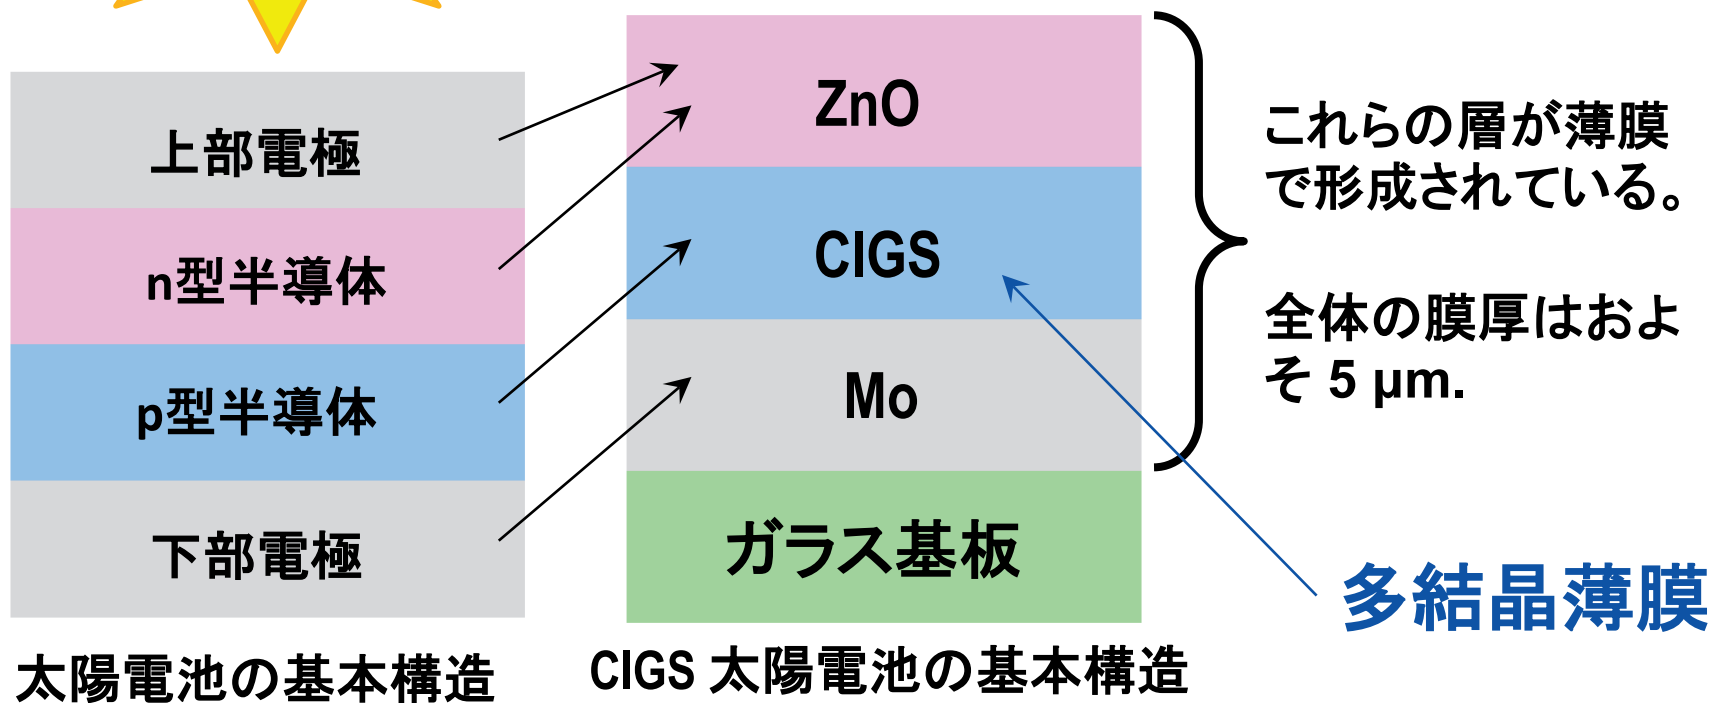 上部電極
n型半導体
p型半導体
下部電極
太陽電池の基本構造
ZnO
CIGS
Mo
ガラス基板
CIGS 太陽電池の基本構造
これらの層が薄膜
で形成されている。
全体の膜厚はおよ
そ 5 μm.
多結晶薄膜